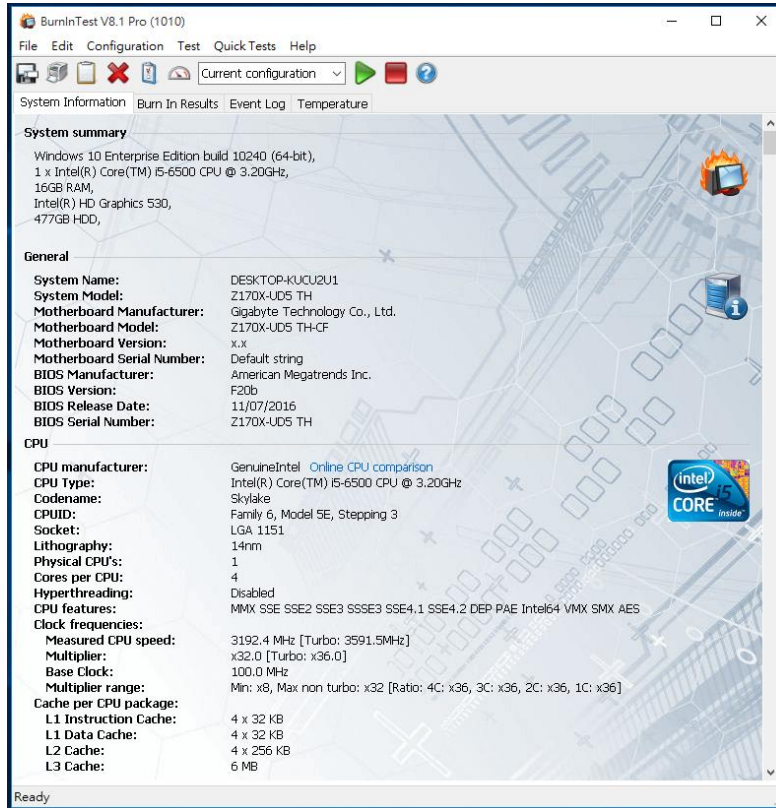 BurnInTest V8.1 Pro (1010)
File Edit Configuration Test Quick Tests Help
Current configuration
System Information Burn In Results Event Log Temperature
System summary
Windows 10 Enterprise Edition build 10240 (64-bit),
1 x Intel(R) Core(TM) i5-6500 CPU @ 3.20GHz,
16GB RAM,
Intel(R) HD Graphics 530,
477GB HDD,
General
System Name: DESKTOP-KUCU2U1
System Model: Z170X-UD5 TH
Motherboard Manufacturer: Gigabyte Technology Co., Ltd.
Motherboard Model: Z170X-UD5 TH-CF
Motherboard Version: x.x
Motherboard Serial Number: Default string
BIOS Manufacturer: American Megatrends Inc.
BIOS Version: F20b
BIOS Release Date: 11/07/2016
BIOS Serial Number: Z170X-UD5 TH
CPU
CPU manufacturer: GenuineIntel Online CPU comparison
CPU Type: Intel(R) Core(TM) i5-6500 CPU @ 3.20GHz
Codename: Skylake
CPUID: Family 6, Model 5E, Stepping 3
Socket: LGA 1151
Lithography: 14nm
Physical CPU's: 1
Cores per CPU: 4
Hyperthreading: Disabled
CPU features: MMX SSE SSE2 SSE3 SSSE3 SSE4.1 SSE4.2 DEP PAE Intel64 VMX SMX AES
Clock frequencies:
Measured CPU speed: 3192.4 MHz [Turbo: 3591.5MHz]
Multiplier: x32.0 [Turbo: x36.0]
Base Clock: 100.0 MHz
Multiplier range: Min: x8, Max non turbo: x32 [Ratio: 4C: x36, 3C: x36, 2C: x36, 1C: x36]
Cache per CPU package:
L1 Instruction Cache: 4 x 32 KB
L1 Data Cache: 4 x 32 KB
L2 Cache: 4 x 256 KB
L3 Cache: 6 MB
intel
CORE i5
inside
Ready